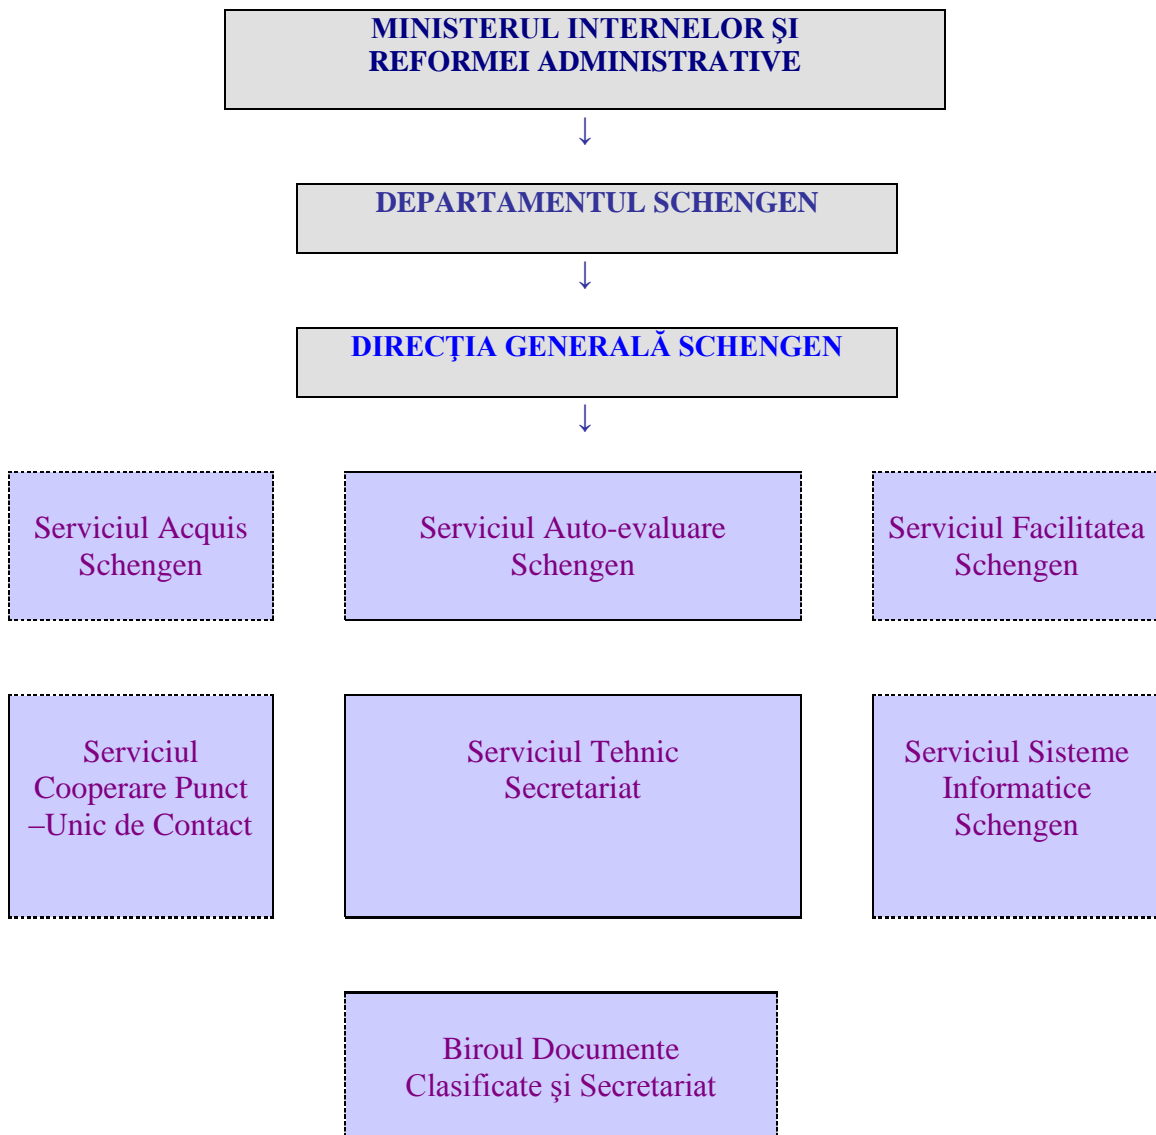 MINISTERUL INTERNELOR ŞI
REFORMEI ADMINISTRATIVE
↓
DEPARTAMENTUL SCHENGEN
↓
DIRECŢIA GENERALĂ SCHENGEN
↓
Serviciul Acquis
Schengen
Serviciul Auto-evaluare
Schengen
Serviciul Facilitatea
Schengen
Serviciul
Cooperare Punct
–Unic de Contact
Serviciul Tehnic
Secretariat
Serviciul Sisteme
Informatice
Schengen
Biroul Documente
Clasificate şi Secretariat